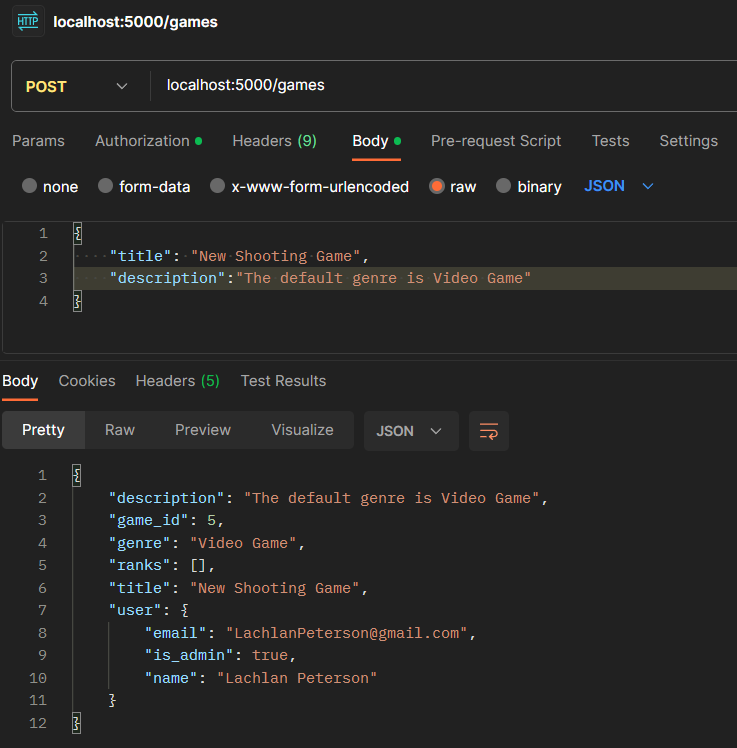 HTTP localhost:5000/games
POST localhost:5000/games
Params Authorization Headers (9) Body Pre-request Script Tests Settings
none form-data x-www-form-urlencoded raw binary JSON
1 {
2 "title": "New Shooting Game",
3 "description":"The default genre is Video Game"
4 }
Body Cookies Headers (5) Test Results
Pretty Raw Preview Visualize JSON
1 {
2 "description": "The default genre is Video Game",
3 "game_id": 5,
4 "genre": "Video Game",
5 "ranks": [],
6 "title": "New Shooting Game",
7 "user": {
8 "email": "LachlanPeterson@gmail.com",
9 "is_admin": true,
10 "name": "Lachlan Peterson"
11 }
12 }